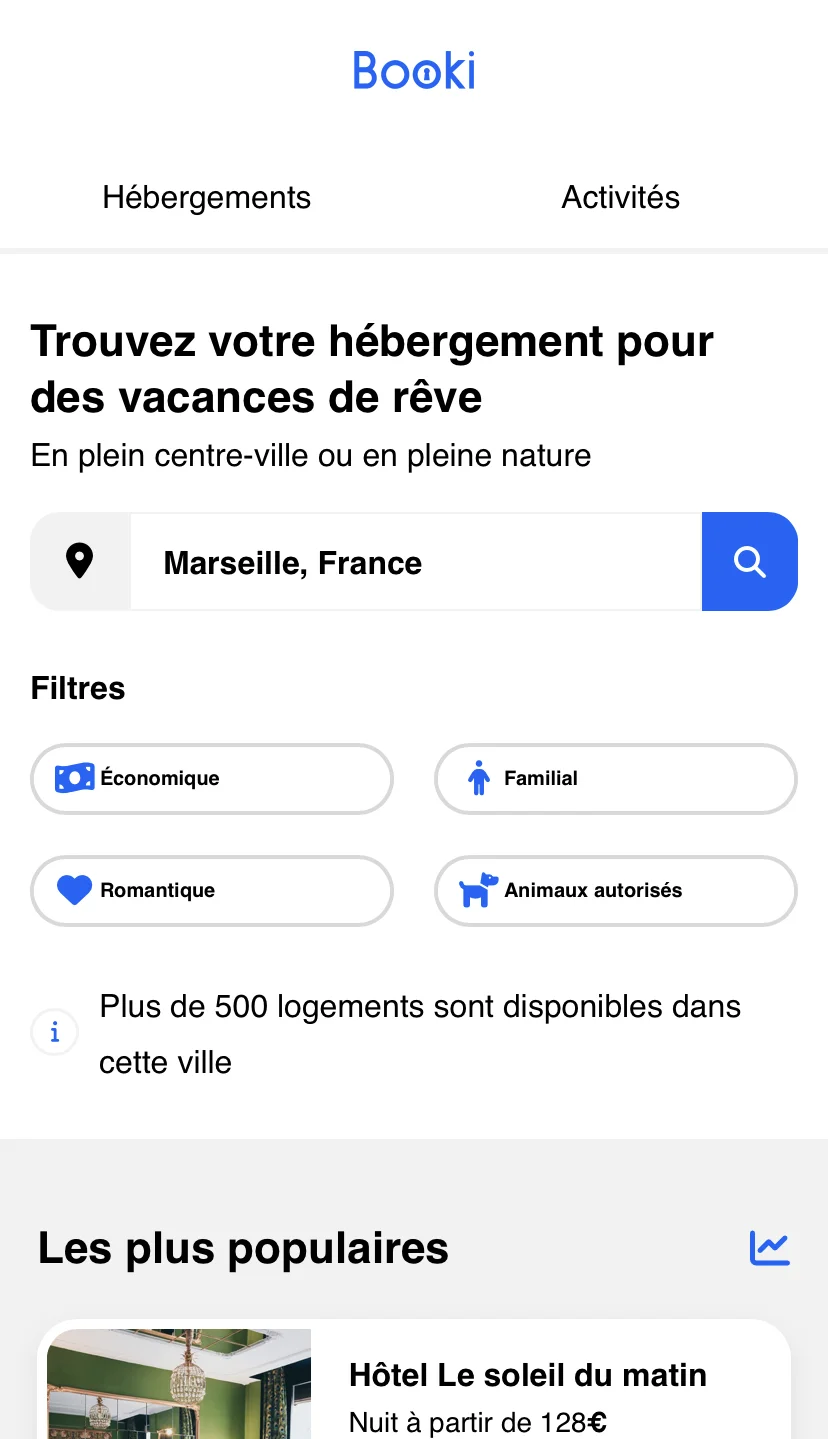 Booki
Hébergements
Activités
Trouvez votre hébergement pour
des vacances de rêve
En plein centre-ville ou en pleine nature
Marseille, France
Filtres
Économique
Familial
Romantique
Animaux autorisés
Plus de 500 logements sont disponibles dans
cette ville
Les plus populaires
Hôtel Le soleil du matin
Nuit à partir de 128€